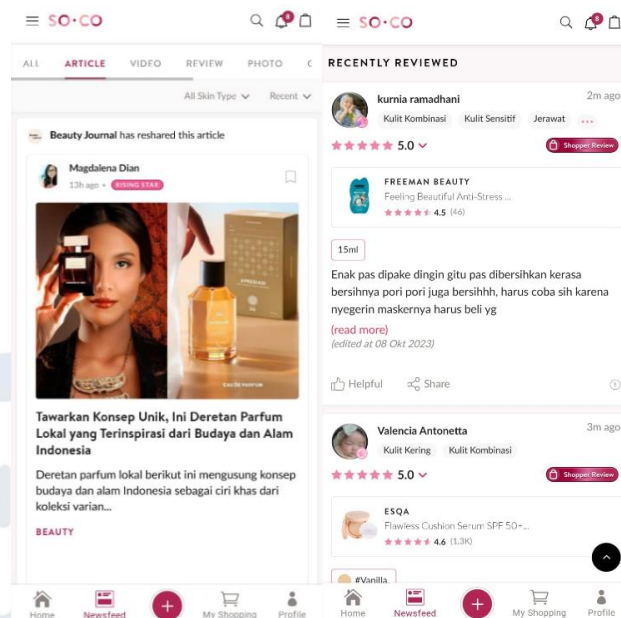 SO•CO
8
ALL ARTICLE VIDEO REVIEW PHOTO
All Skin Type Recent
Beauty Journal has reshared this article
Magdalena Dian
13h ago • RISING STAR
EAU DE PARFUM
Tawarkan Konsep Unik, Ini Deretan Parfum
Lokal yang Terinspirasi dari Budaya dan Alam
Indonesia
Deretan parfum lokal berikut ini mengusung konsep
budaya dan alam Indonesia sebagai ciri khas dari
koleksi varian...
BEAUTY
Home Newsfeed My Shopping Profile
SO•CO
8
RECENTLY REVIEWED
kurnia ramadhani 2m ago
Kulit Kombinasi Kulit Sensitif Jerawat ...
5.0 Shopper Review
FREEMAN BEAUTY
Feeling Beautiful Anti-Stress ...
4.5 (46)
15ml
Enak pas dipake dingin gitu pas dibersihkan kerasa
bersihnya pori pori juga bersihhh, harus coba sih karena
nyegerin maskernya harus beli yg
(read more)
(edited at 08 Okt 2023)
Helpful Share
Valencia Antonetta 3m ago
Kulit Kering Kulit Kombinasi
5.0 Shopper Review
ESQA
Flawless Cushion Serum SPF 50+...
4.6 (1.3K)
#Vanilla.
Home Newsfeed My Shopping Profile